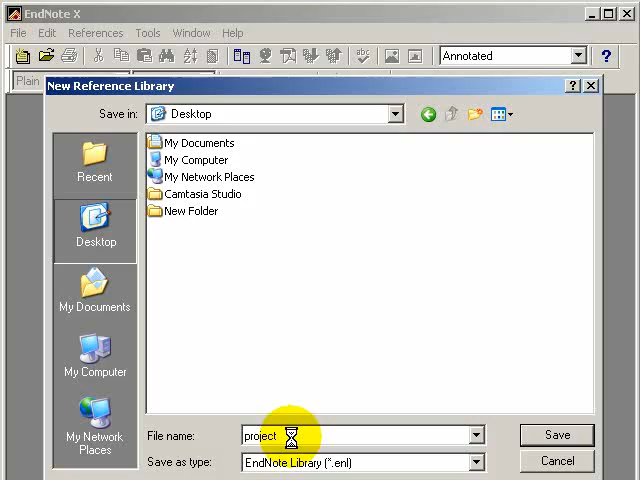 EndNote X
File Edit References Tools Window Help
Annotated
Plain
New Reference Library
Save in: Desktop
My Documents
My Computer
My Network Places
Camtasia Studio
New Folder
Recent
Desktop
My Documents
My Computer
My Network
Places
File name: project Save
Save as type: EndNote Library (*.enl) Cancel